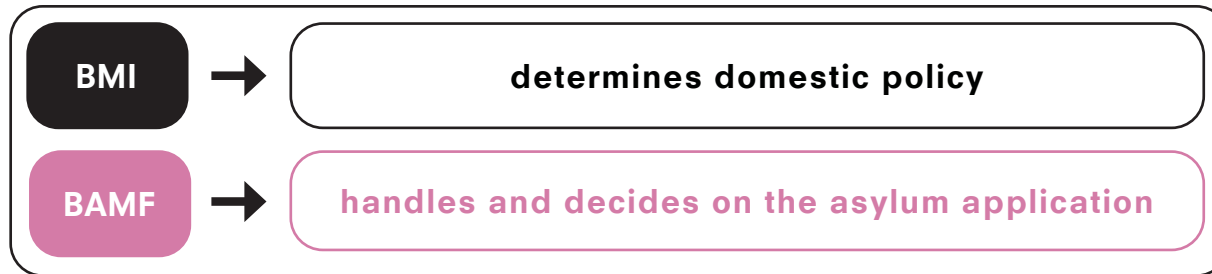 BMI
determines domestic policy
BAMF
handles and decides on the asylum application